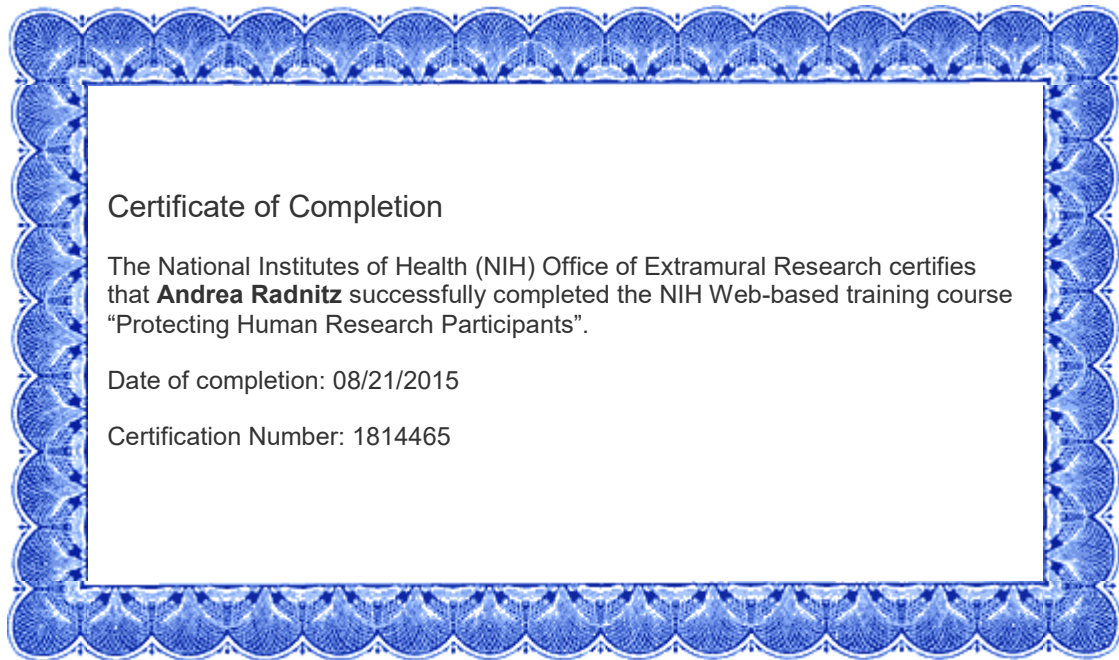 Certificate of Completion
The National Institutes of Health (NIH) Office of Extramural Research certifies
that Andrea Radnitz successfully completed the NIH Web-based training course
“Protecting Human Research Participants”.
Date of completion: 08/21/2015
Certification Number: 1814465